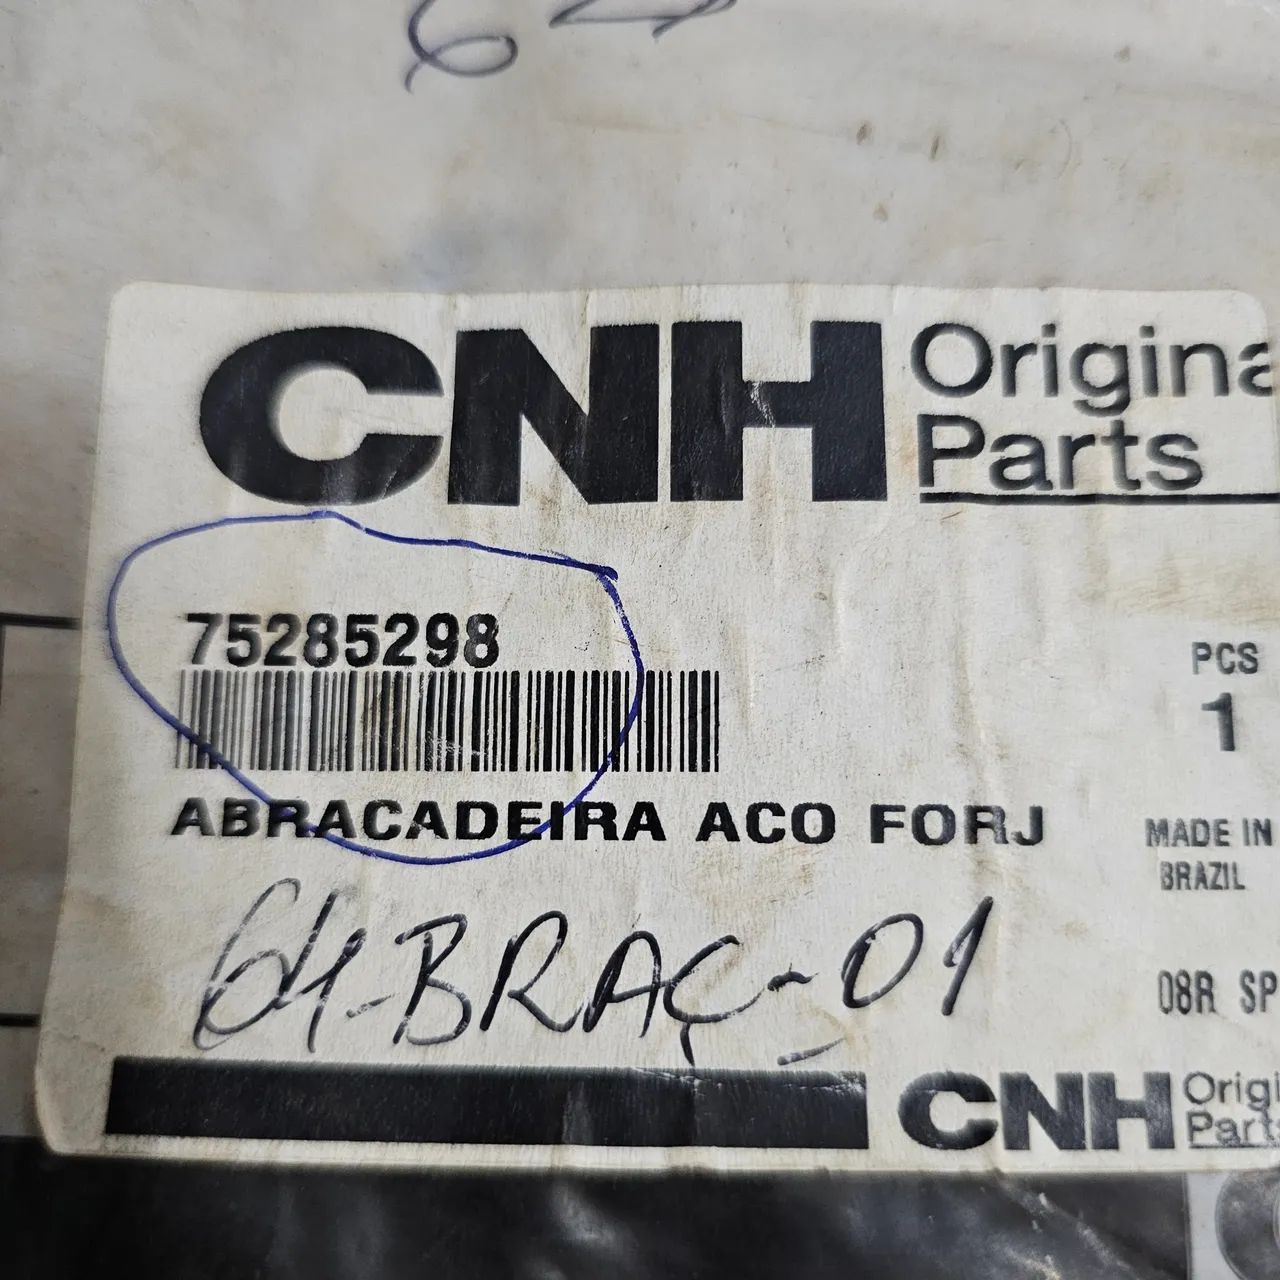 CNH Origina
Parts
75285298
PCS
1
ABRACADEIRA ACO FORJ
MADE IN
BRAZIL
64-BRAÇ-01
08R SP
CNH Origi
Parts